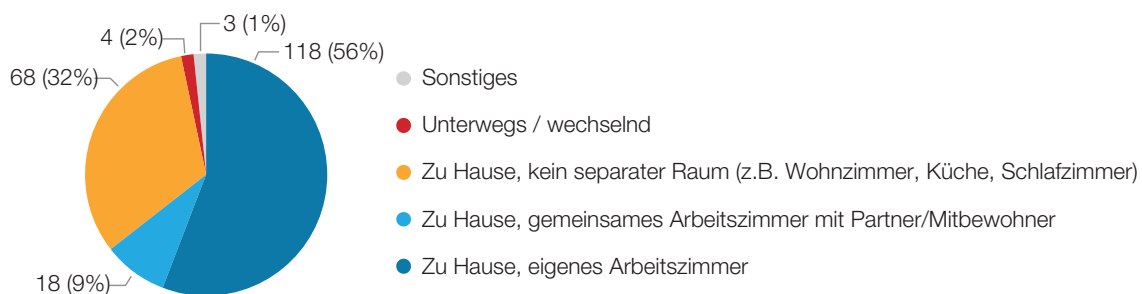 3 (1%)
4 (2%)
118 (56%)
68 (32%)
18 (9%)
Sonstiges
Unterwegs / wechselnd
Zu Hause, kein separater Raum (z.B. Wohnzimmer, Küche, Schlafzimmer)
Zu Hause, gemeinsames Arbeitszimmer mit Partner/Mitbewohner
Zu Hause, eigenes Arbeitszimmer